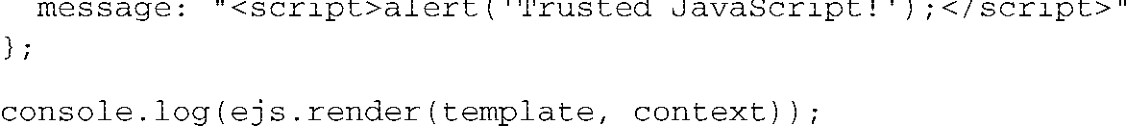 message: "<script>alert('Trusted JavaScript!');</script>"
};
console.log(ejs.render(template, context));